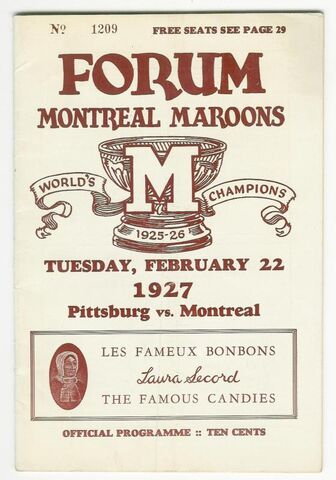 Nº 1209
FREE SEATS SEE PAGE 29
FORUM
MONTREAL MAROONS
M
WORLD'S
CHAMPIONS
1925-26
TUESDAY, FEBRUARY 22
1927
Pittsburg vs. Montreal
LES FAMEUX BONBONS
Laura Secord
THE FAMOUS CANDIES
OFFICIAL PROGRAMME :: TEN CENTS